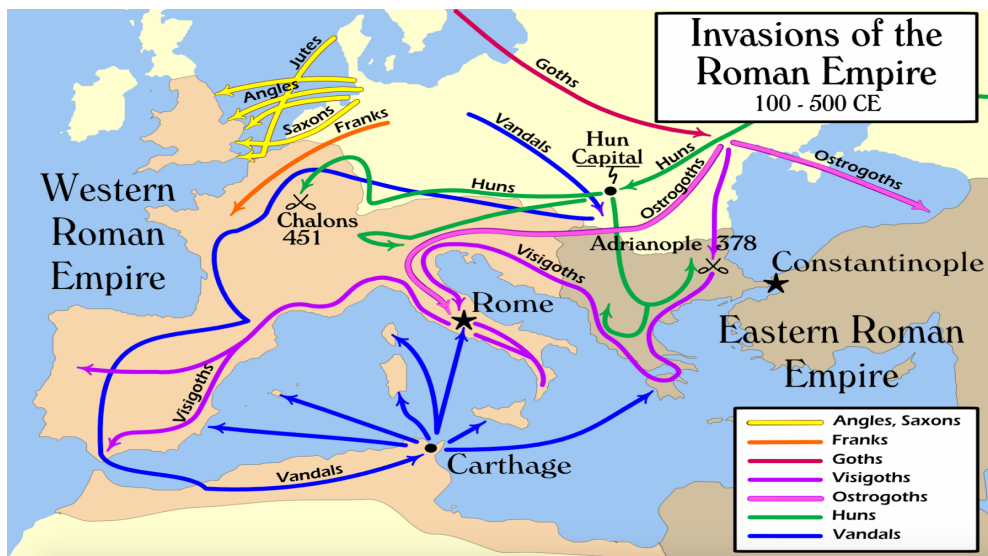 Invasions of the
Roman Empire
100 - 500 CE
Jutes
Angles
Saxons
Franks
Goths
Vandals
Hun
Capital
Huns
Ostrogoths
Ostrogoths
Huns
Western
Roman
Empire
Chalons
451
Adrianople 378
Visigoths
Constantinople
Rome
Eastern Roman
Empire
Visigoths
Vandals
Carthage
Angles, Saxons
Franks
Goths
Visigoths
Ostrogoths
Huns
Vandals